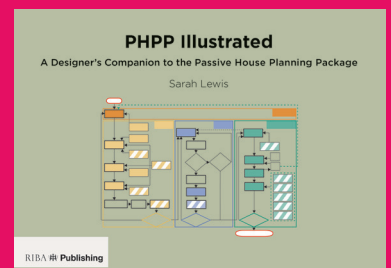 PHPP Illustrated
A Designer's Companion to the Passive House Planning Package
Sarah Lewis
RIBA Publishing